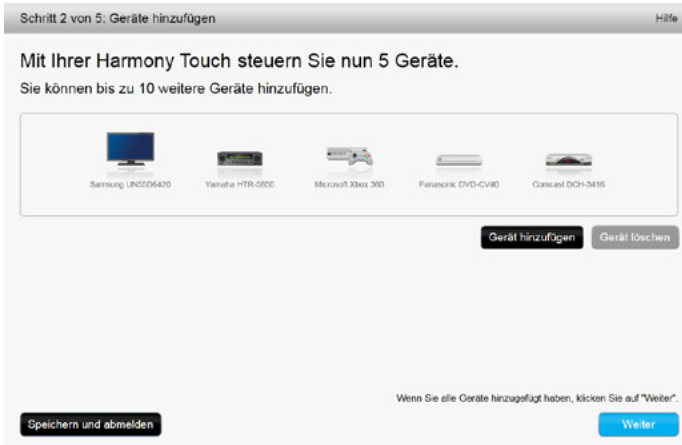 Schritt 2 von 5: Geräte hinzufügen
Hilfe
Mit Ihrer Harmony Touch steuern Sie nun 5 Geräte.
Sie können bis zu 10 weitere Geräte hinzufügen.
Samsung UN55D6420
Yamaha HTR-5850
Microsoft Xbox 360
Panasonic DVD-CV40
Comcast DCH-3416
Gerät hinzufügen
Gerät löschen
Wenn Sie alle Geräte hinzugefügt haben, klicken Sie auf "Weiter".
Speichern und abmelden
Weiter